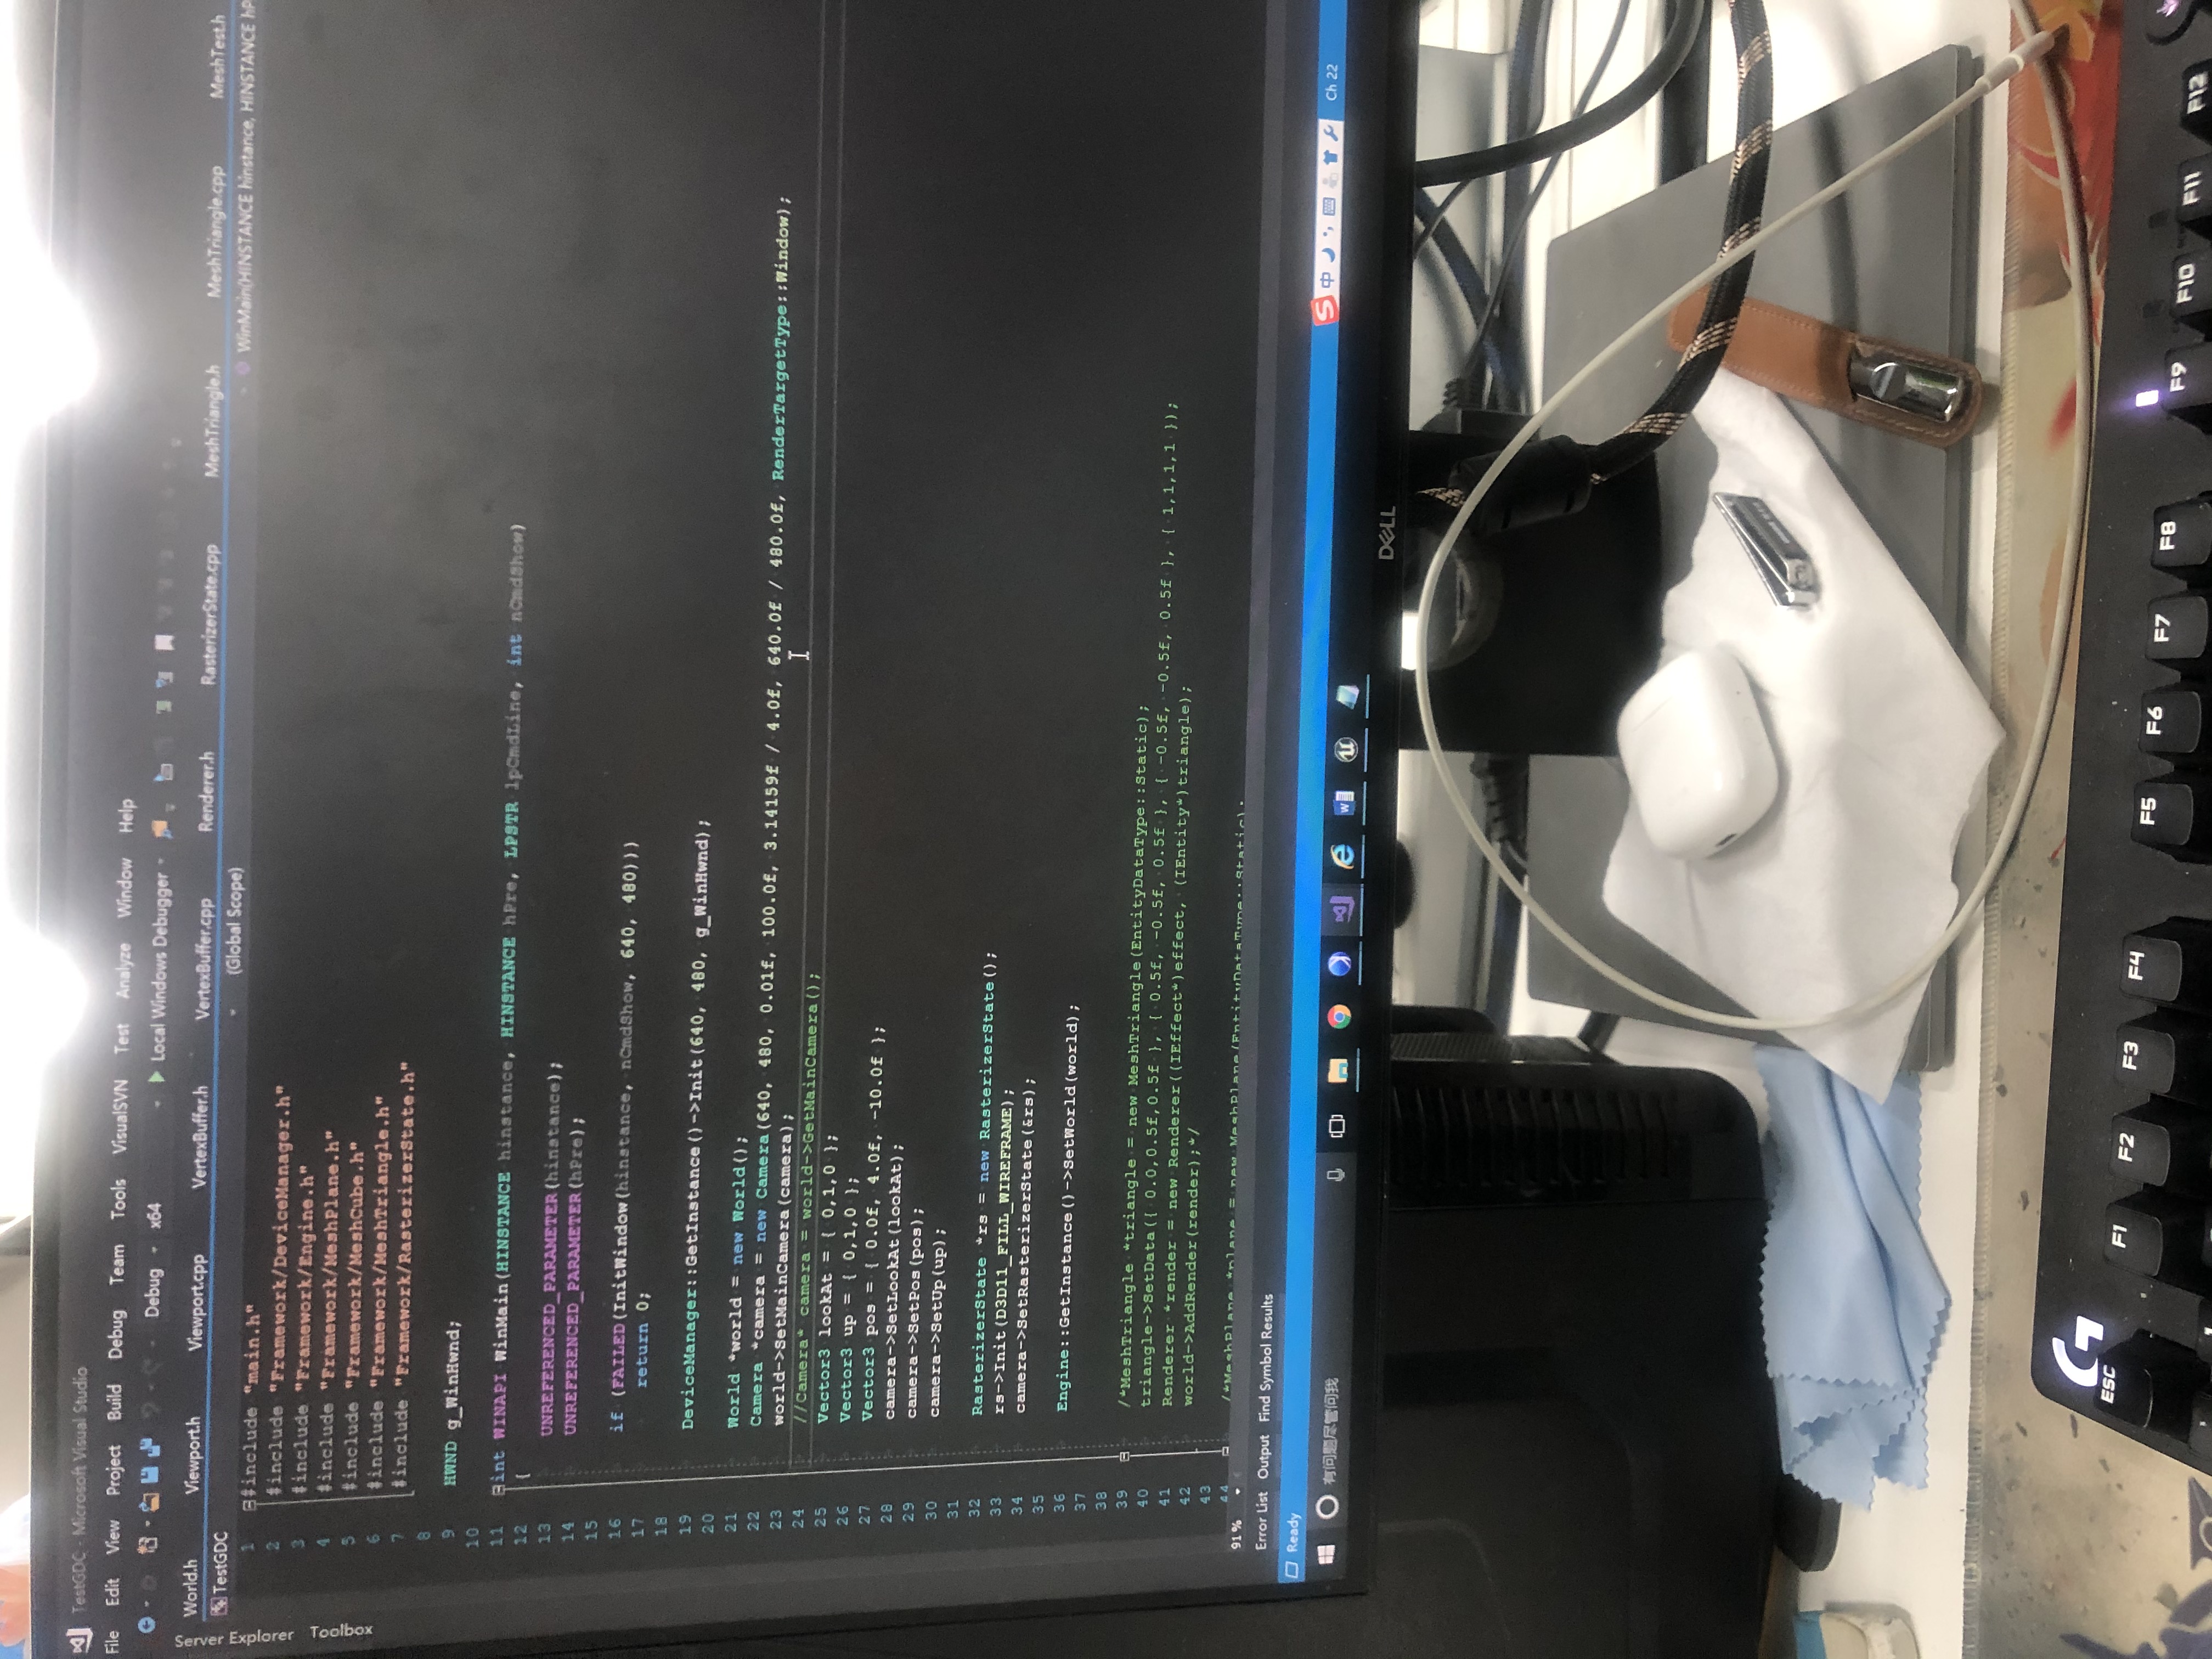 TestGDC - Microsoft Visual Studio
File Edit View Project Build Debug Team Tools VisualSVN Test Analyze Window Help
Debug x64 Local Windows Debugger
World.h Viewport.h Viewport.cpp VertexBuffer.h VertexBuffer.cpp Renderer.h RasterizerState.cpp MeshTriangle.h MeshTriangle.cpp MeshTest.h
TestGDC (Global Scope) WinMain(HINSTANCE hinstance, HINSTANCE hP
Server Explorer
Toolbox
1 #include "main.h"
2 #include "Framework/DeviceManager.h"
3 #include "Framework/Engine.h"
4 #include "Framework/MeshPlane.h"
5 #include "Framework/MeshCube.h"
6 #include "Framework/MeshTriangle.h"
7 #include "Framework/RasterizerState.h"
8
9 HWND g_WinHwnd;
10
11 int WINAPI WinMain(HINSTANCE hinstance, HINSTANCE hPre, LPSTR lpCmdLine, int nCmdShow)
12 {
13 UNREFERENCED_PARAMETER(hinstance);
14 UNREFERENCED_PARAMETER(hPre);
15
16 if (FAILED(InitWindow(hinstance, nCmdShow, 640, 480)))
17 return 0;
18
19 DeviceManager::GetInstance()->Init(640, 480, g_WinHwnd);
20
21 World *world = new World();
22 Camera *camera = new Camera(640, 480, 0.01f, 100.0f, 3.14159f / 4.0f, 640.0f / 480.0f, RenderTargetType::Window);
23 world->SetMainCamera(camera);
24 //Camera* camera = world->GetMainCamera();
25 Vector3 lookAt = { 0,1,0 };
26 Vector3 up = { 0,1,0 };
27 Vector3 pos = { 0.0f, 4.0f, -10.0f };
28 camera->SetLookAt(lookAt);
29 camera->SetPos(pos);
30 camera->SetUp(up);
31
32 RasterizerState *rs = new RasterizerState();
33 rs->Init(D3D11_FILL_WIREFRAME);
34 camera->SetRasterizerState(&rs);
35
36 Engine::GetInstance()->SetWorld(world);
37
38
39 /*MeshTriangle *triangle = new MeshTriangle(EntityDataType::Static);
40 triangle->SetData({ 0.0,0.5f,0.5f }, { 0.5f, -0.5f, 0.5f }, { -0.5f, -0.5f, 0.5f }, { 1,1,1,1 });
41 Renderer *render = new Renderer((IEffect*)effect, (IEntity*)triangle);
42 world->AddRender(render);*/
43
44 /*MeshPlane *plane = new MeshPlane(EntityDataType::Static);
91 %
Error List Output Find Symbol Results
Ready
有问题尽管问我
中
Ch 22
DELL
G
ESC F1 F2 F3 F4 F5 F6 F7 F8 F9 F10 F11 F12